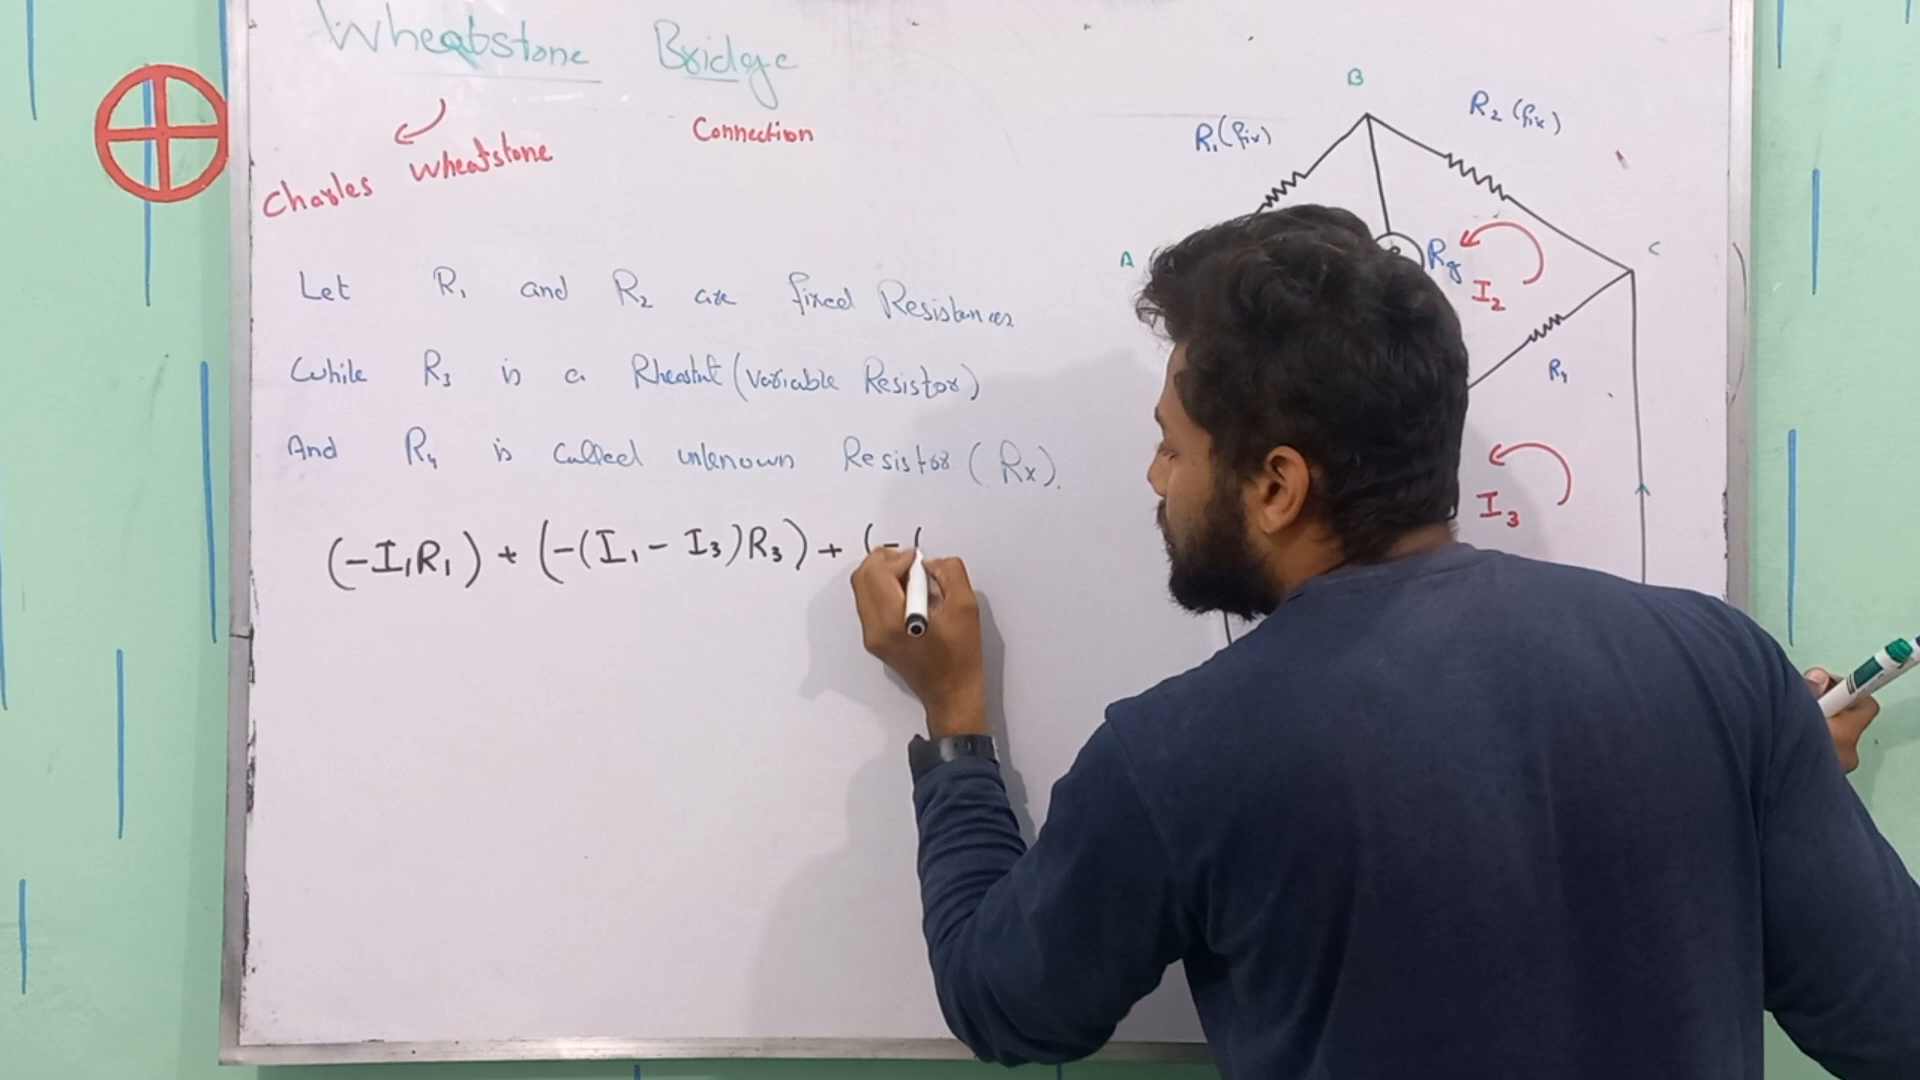 Wheatstone Bridge
Charles Wheatstone
Connection
Let R₁ and R₂ are fixed Resistances
While R₃ is a Rheostat (Variable Resistor)
And R₄ is called unknown Resistor (Rx).
(-I₁R₁) + (-(I₁ - I₃)R₃) + (-(
B
R₁(fix)
R₂ (fix)
A
C
Rg
I₂
R₄
I₃